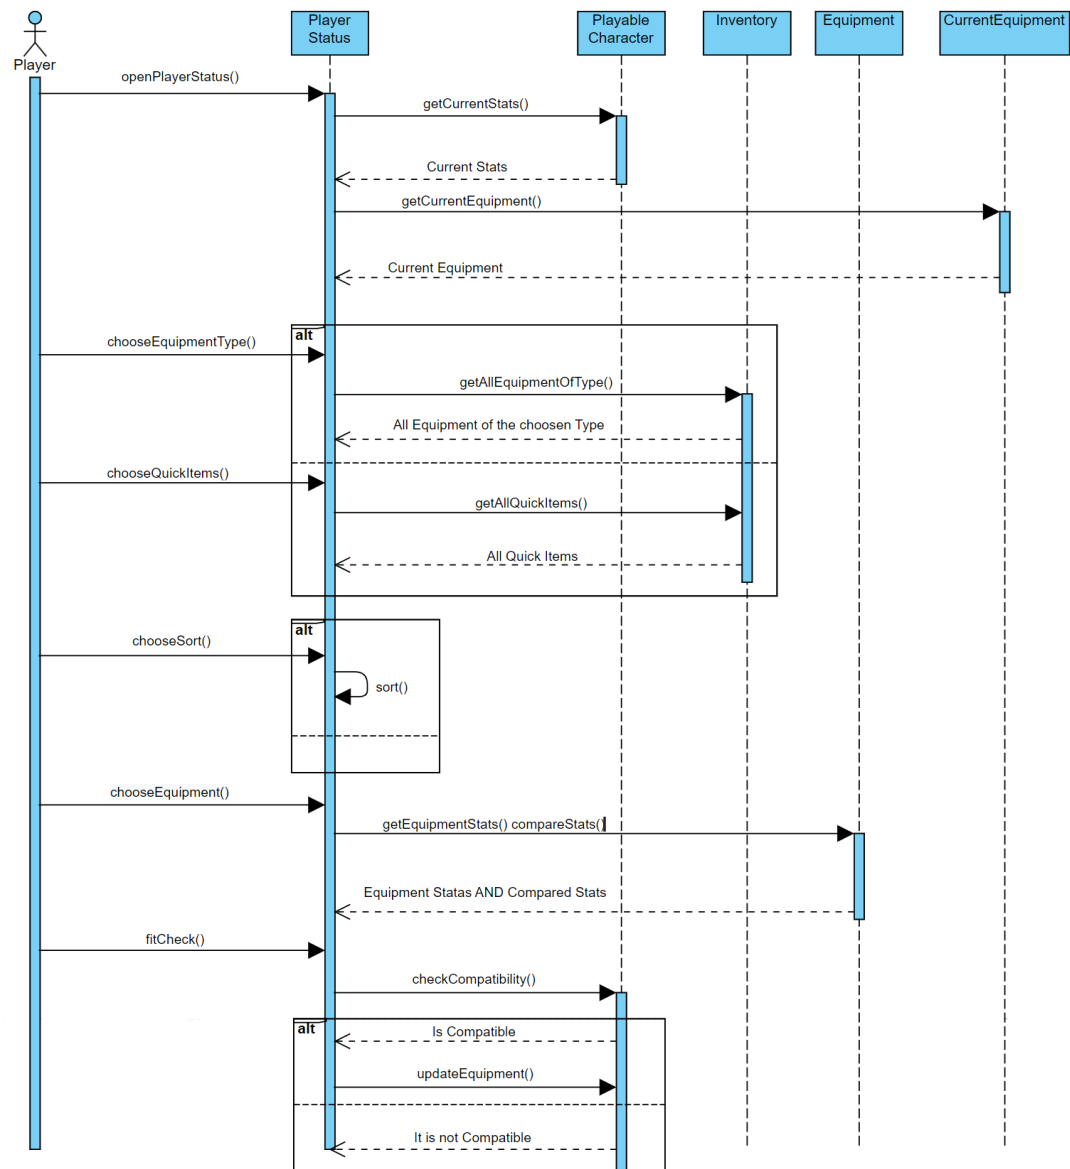 Player
Player
Status
Playable
Character
Inventory
Equipment
CurrentEquipment
openPlayerStatus()
getCurrentStats()
Current Stats
getCurrentEquipment()
Current Equipment
alt
chooseEquipmentType()
getAllEquipmentOfType()
All Equipment of the choosen Type
chooseQuickItems()
getAllQuickItems()
All Quick Items
alt
chooseSort()
sort()
chooseEquipment()
getEquipmentStats() compareStats()
Equipment Statas AND Compared Stats
fitCheck()
checkCompatibility()
alt
Is Compatible
updateEquipment()
It is not Compatible